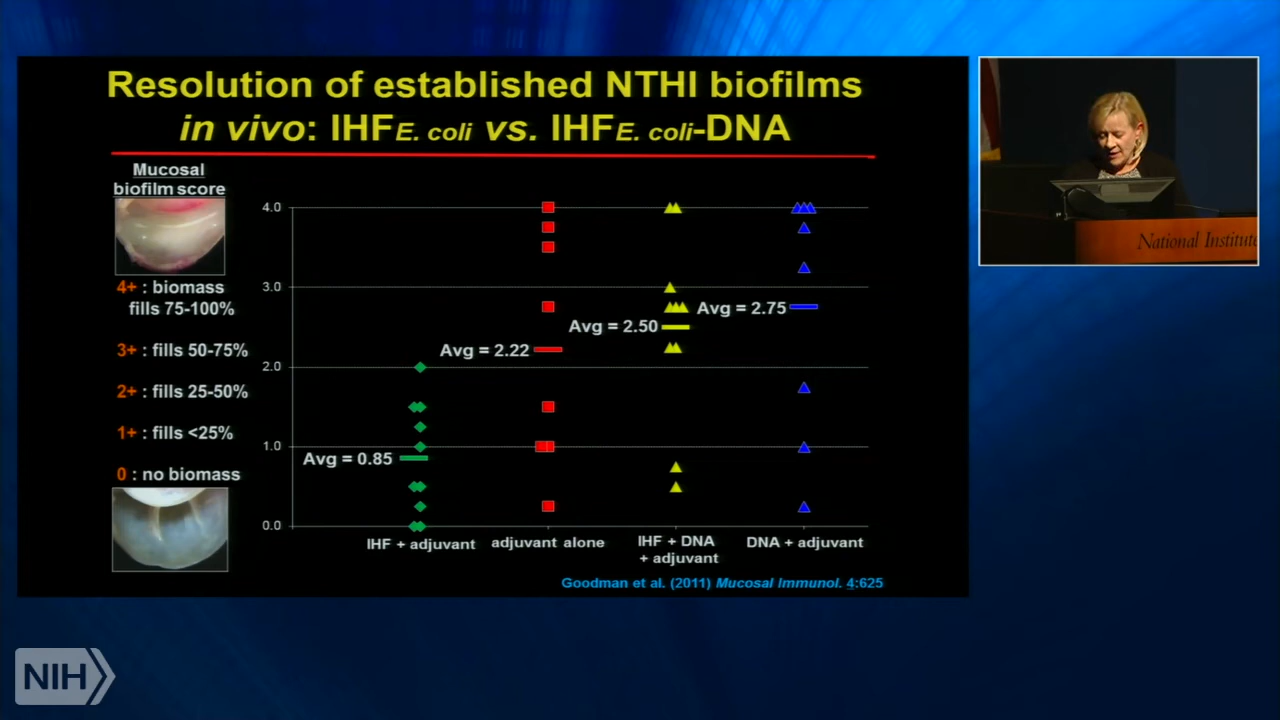 Resolution of established NTHI biofilms
in vivo: IHFE. coli vs. IHFE. coli-DNA
Mucosal
biofilm score
4+ : biomass
fills 75-100%
3+ : fills 50-75%
2+ : fills 25-50%
1+ : fills <25%
0 : no biomass
4.0
3.0
2.0
1.0
0.0
Avg = 0.85
Avg = 2.22
Avg = 2.50
Avg = 2.75
IHF + adjuvant
adjuvant alone
IHF + DNA
+ adjuvant
DNA + adjuvant
Goodman et al. (2011) Mucosal Immunol. 4:625
National Institute
NIH